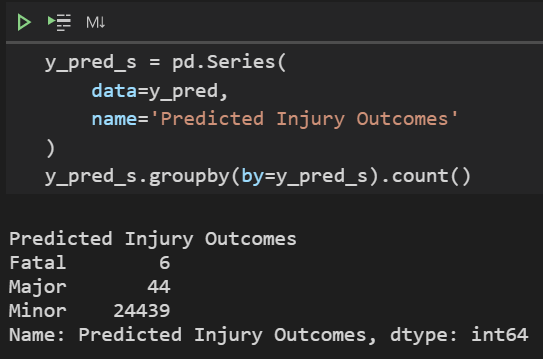 M↓
y_pred_s = pd.Series(
    data=y_pred,
    name='Predicted Injury Outcomes'
)
y_pred_s.groupby(by=y_pred_s).count()
Predicted Injury Outcomes
Fatal        6
Major       44
Minor    24439
Name: Predicted Injury Outcomes, dtype: int64